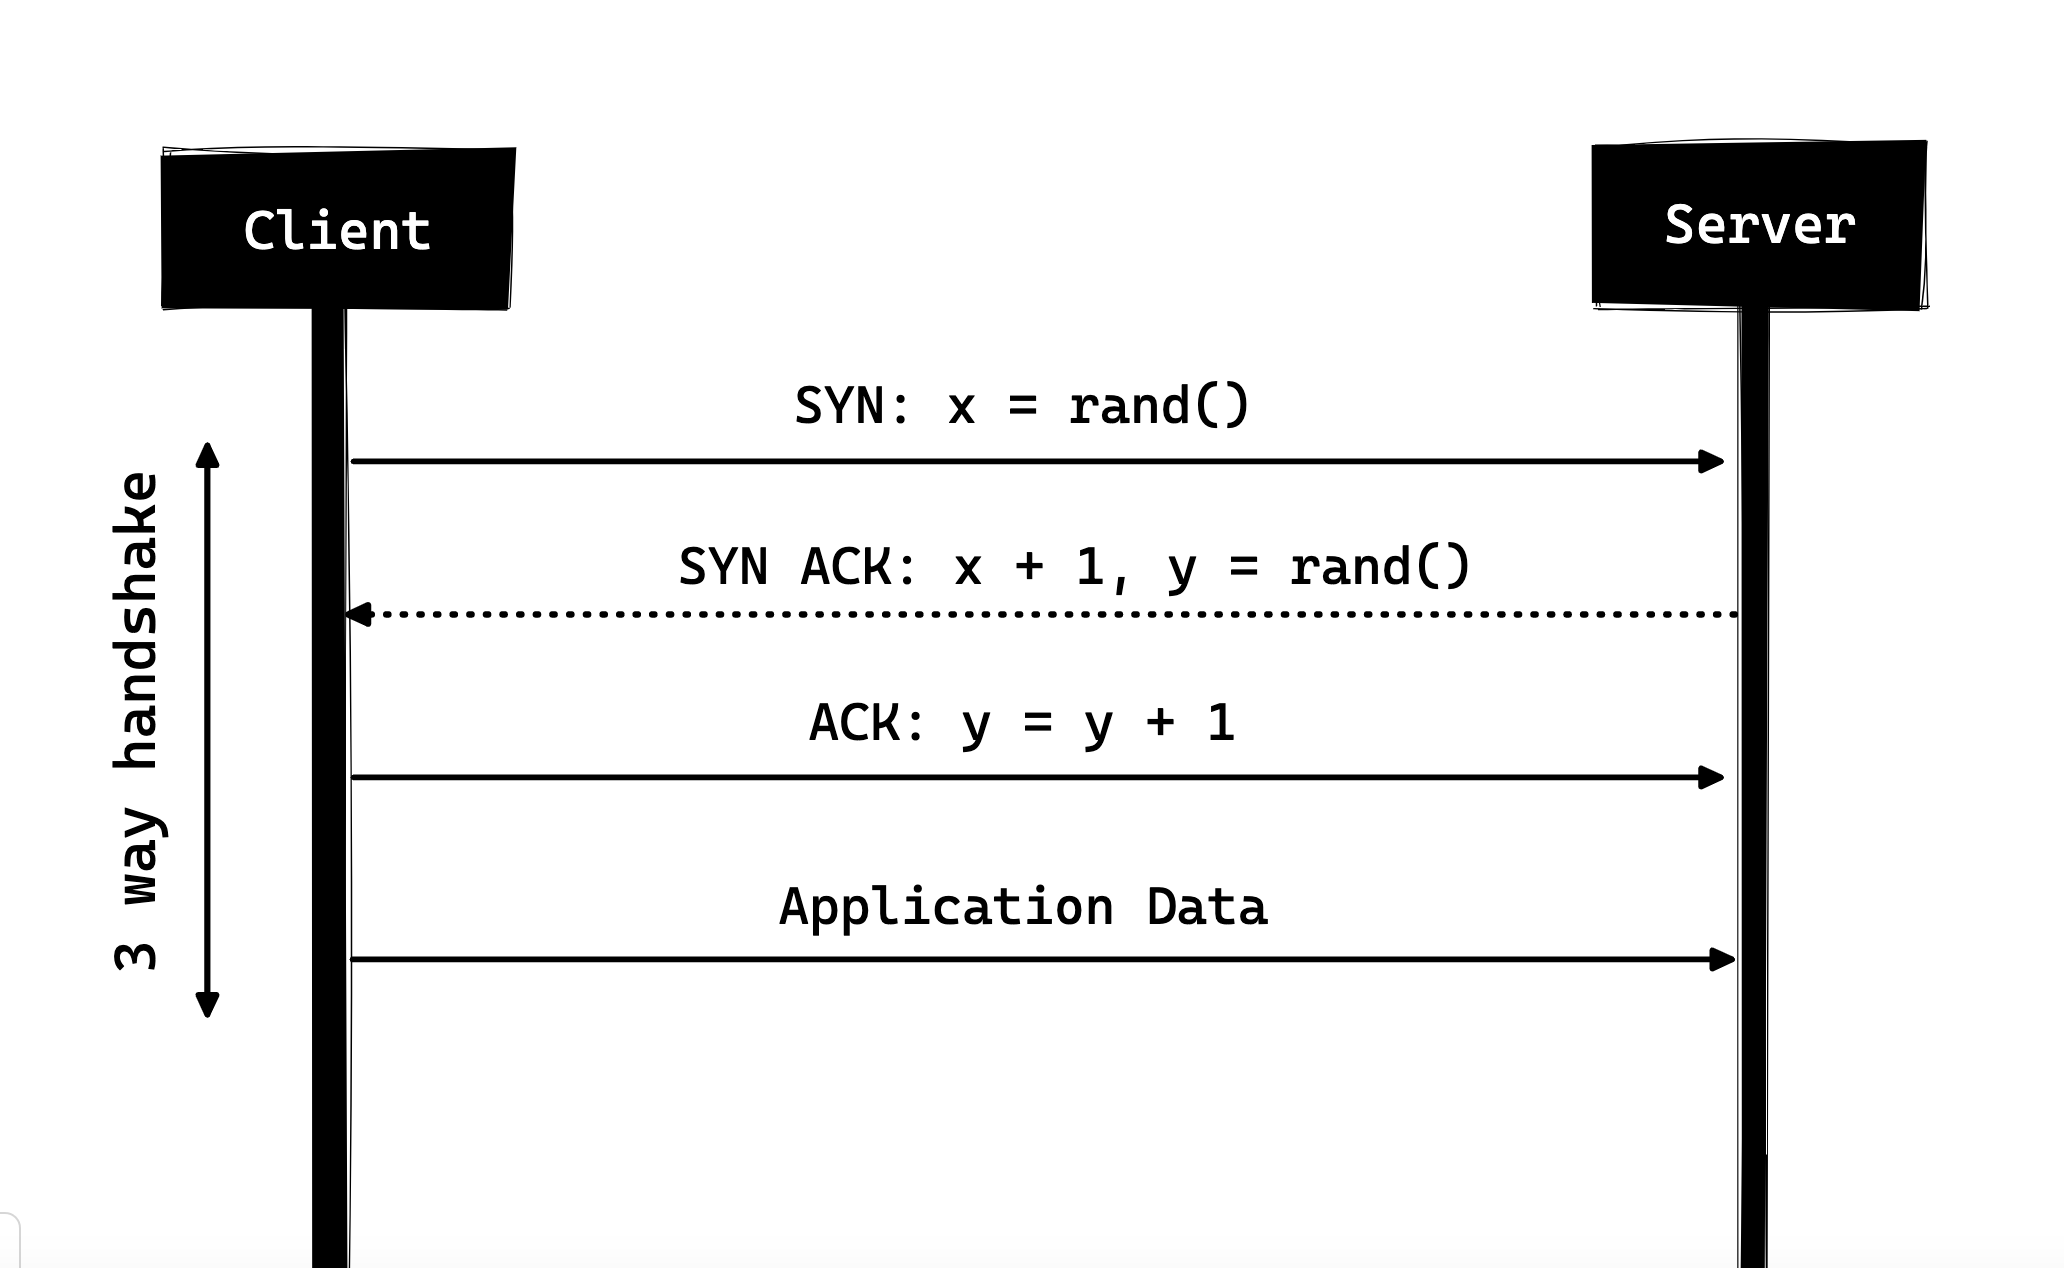 Client
Server
SYN: x = rand()
SYN ACK: x + 1, y = rand()
ACK: y = y + 1
Application Data
3 way handshake